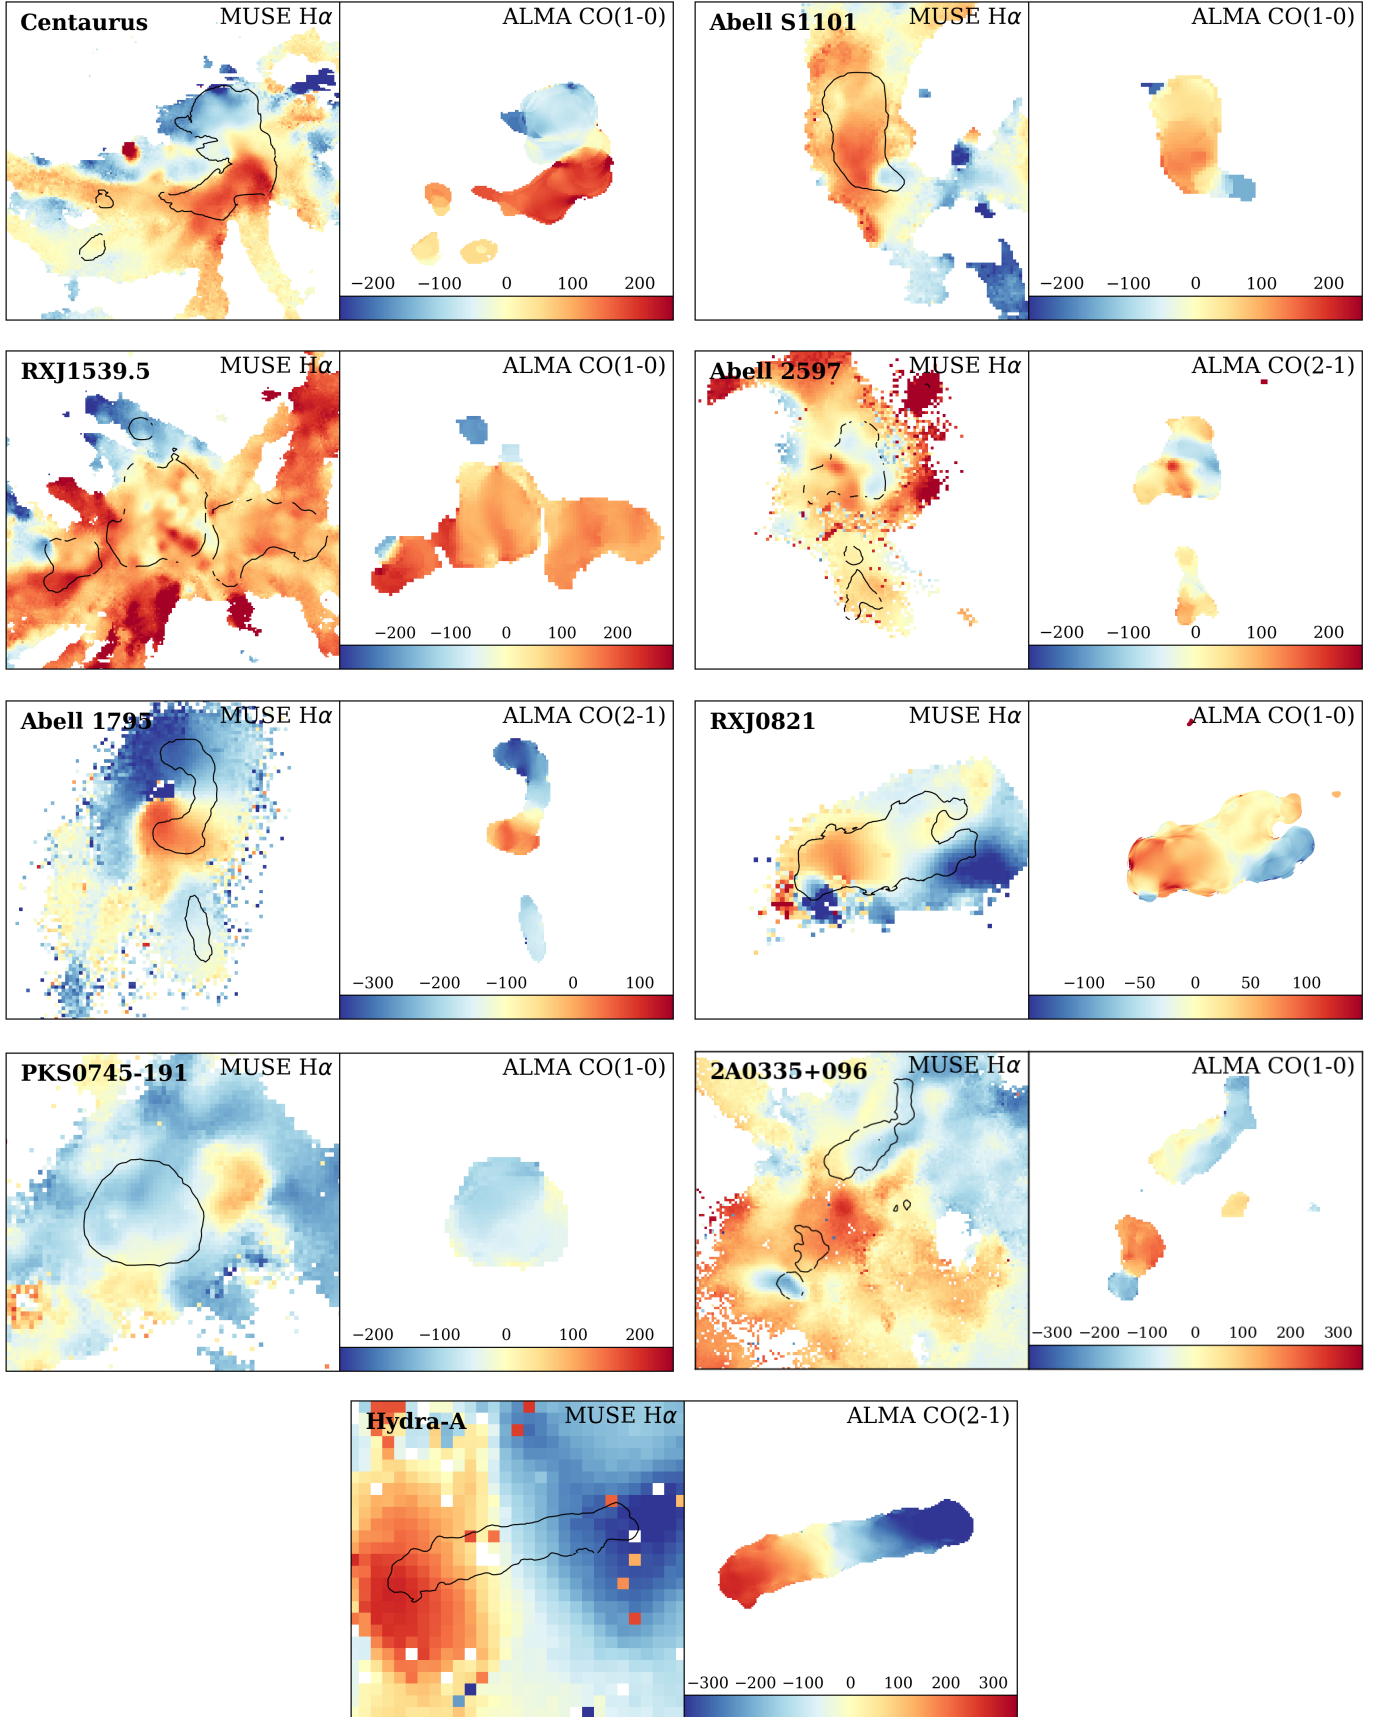 Centaurus MUSE Hα ALMA CO(1-0)
−200 −100 0 100 200
Abell S1101 MUSE Hα ALMA CO(1-0)
−200 −100 0 100 200
RXJ1539.5 MUSE Hα ALMA CO(1-0)
−200 −100 0 100 200
Abell 2597 MUSE Hα ALMA CO(2-1)
−200 −100 0 100 200
Abell 1795 MUSE Hα ALMA CO(2-1)
−300 −200 −100 0 100
RXJ0821 MUSE Hα ALMA CO(1-0)
−100 −50 0 50 100
PKS0745-191 MUSE Hα ALMA CO(1-0)
−200 −100 0 100 200
2A0335+096 MUSE Hα ALMA CO(1-0)
−300 −200 −100 0 100 200 300
Hydra-A MUSE Hα ALMA CO(2-1)
−300 −200 −100 0 100 200 300